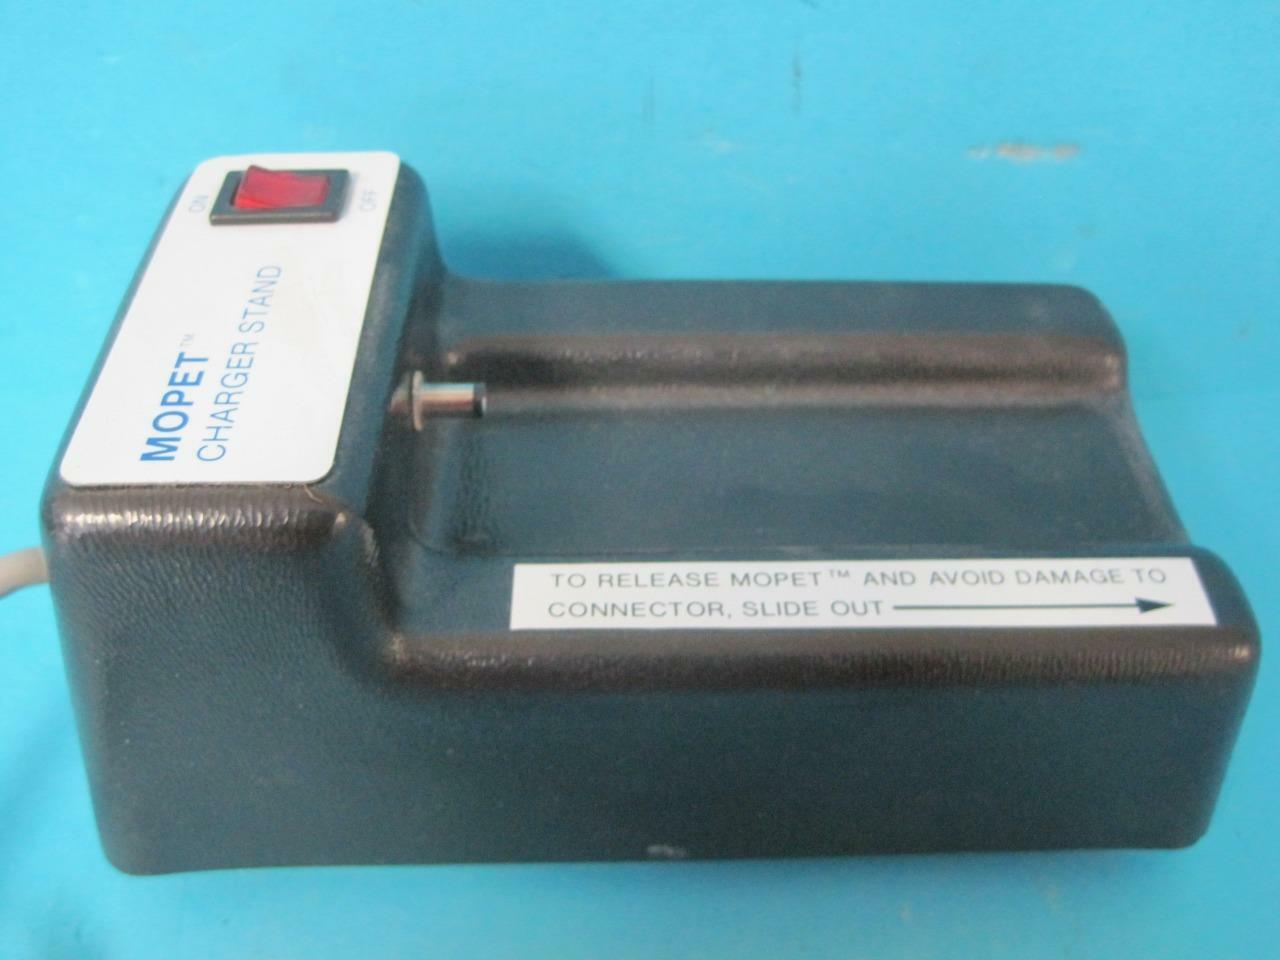 ON
OFF
MOPET™
CHARGER STAND
TO RELEASE MOPET™ AND AVOID DAMAGE TO
CONNECTOR, SLIDE OUT